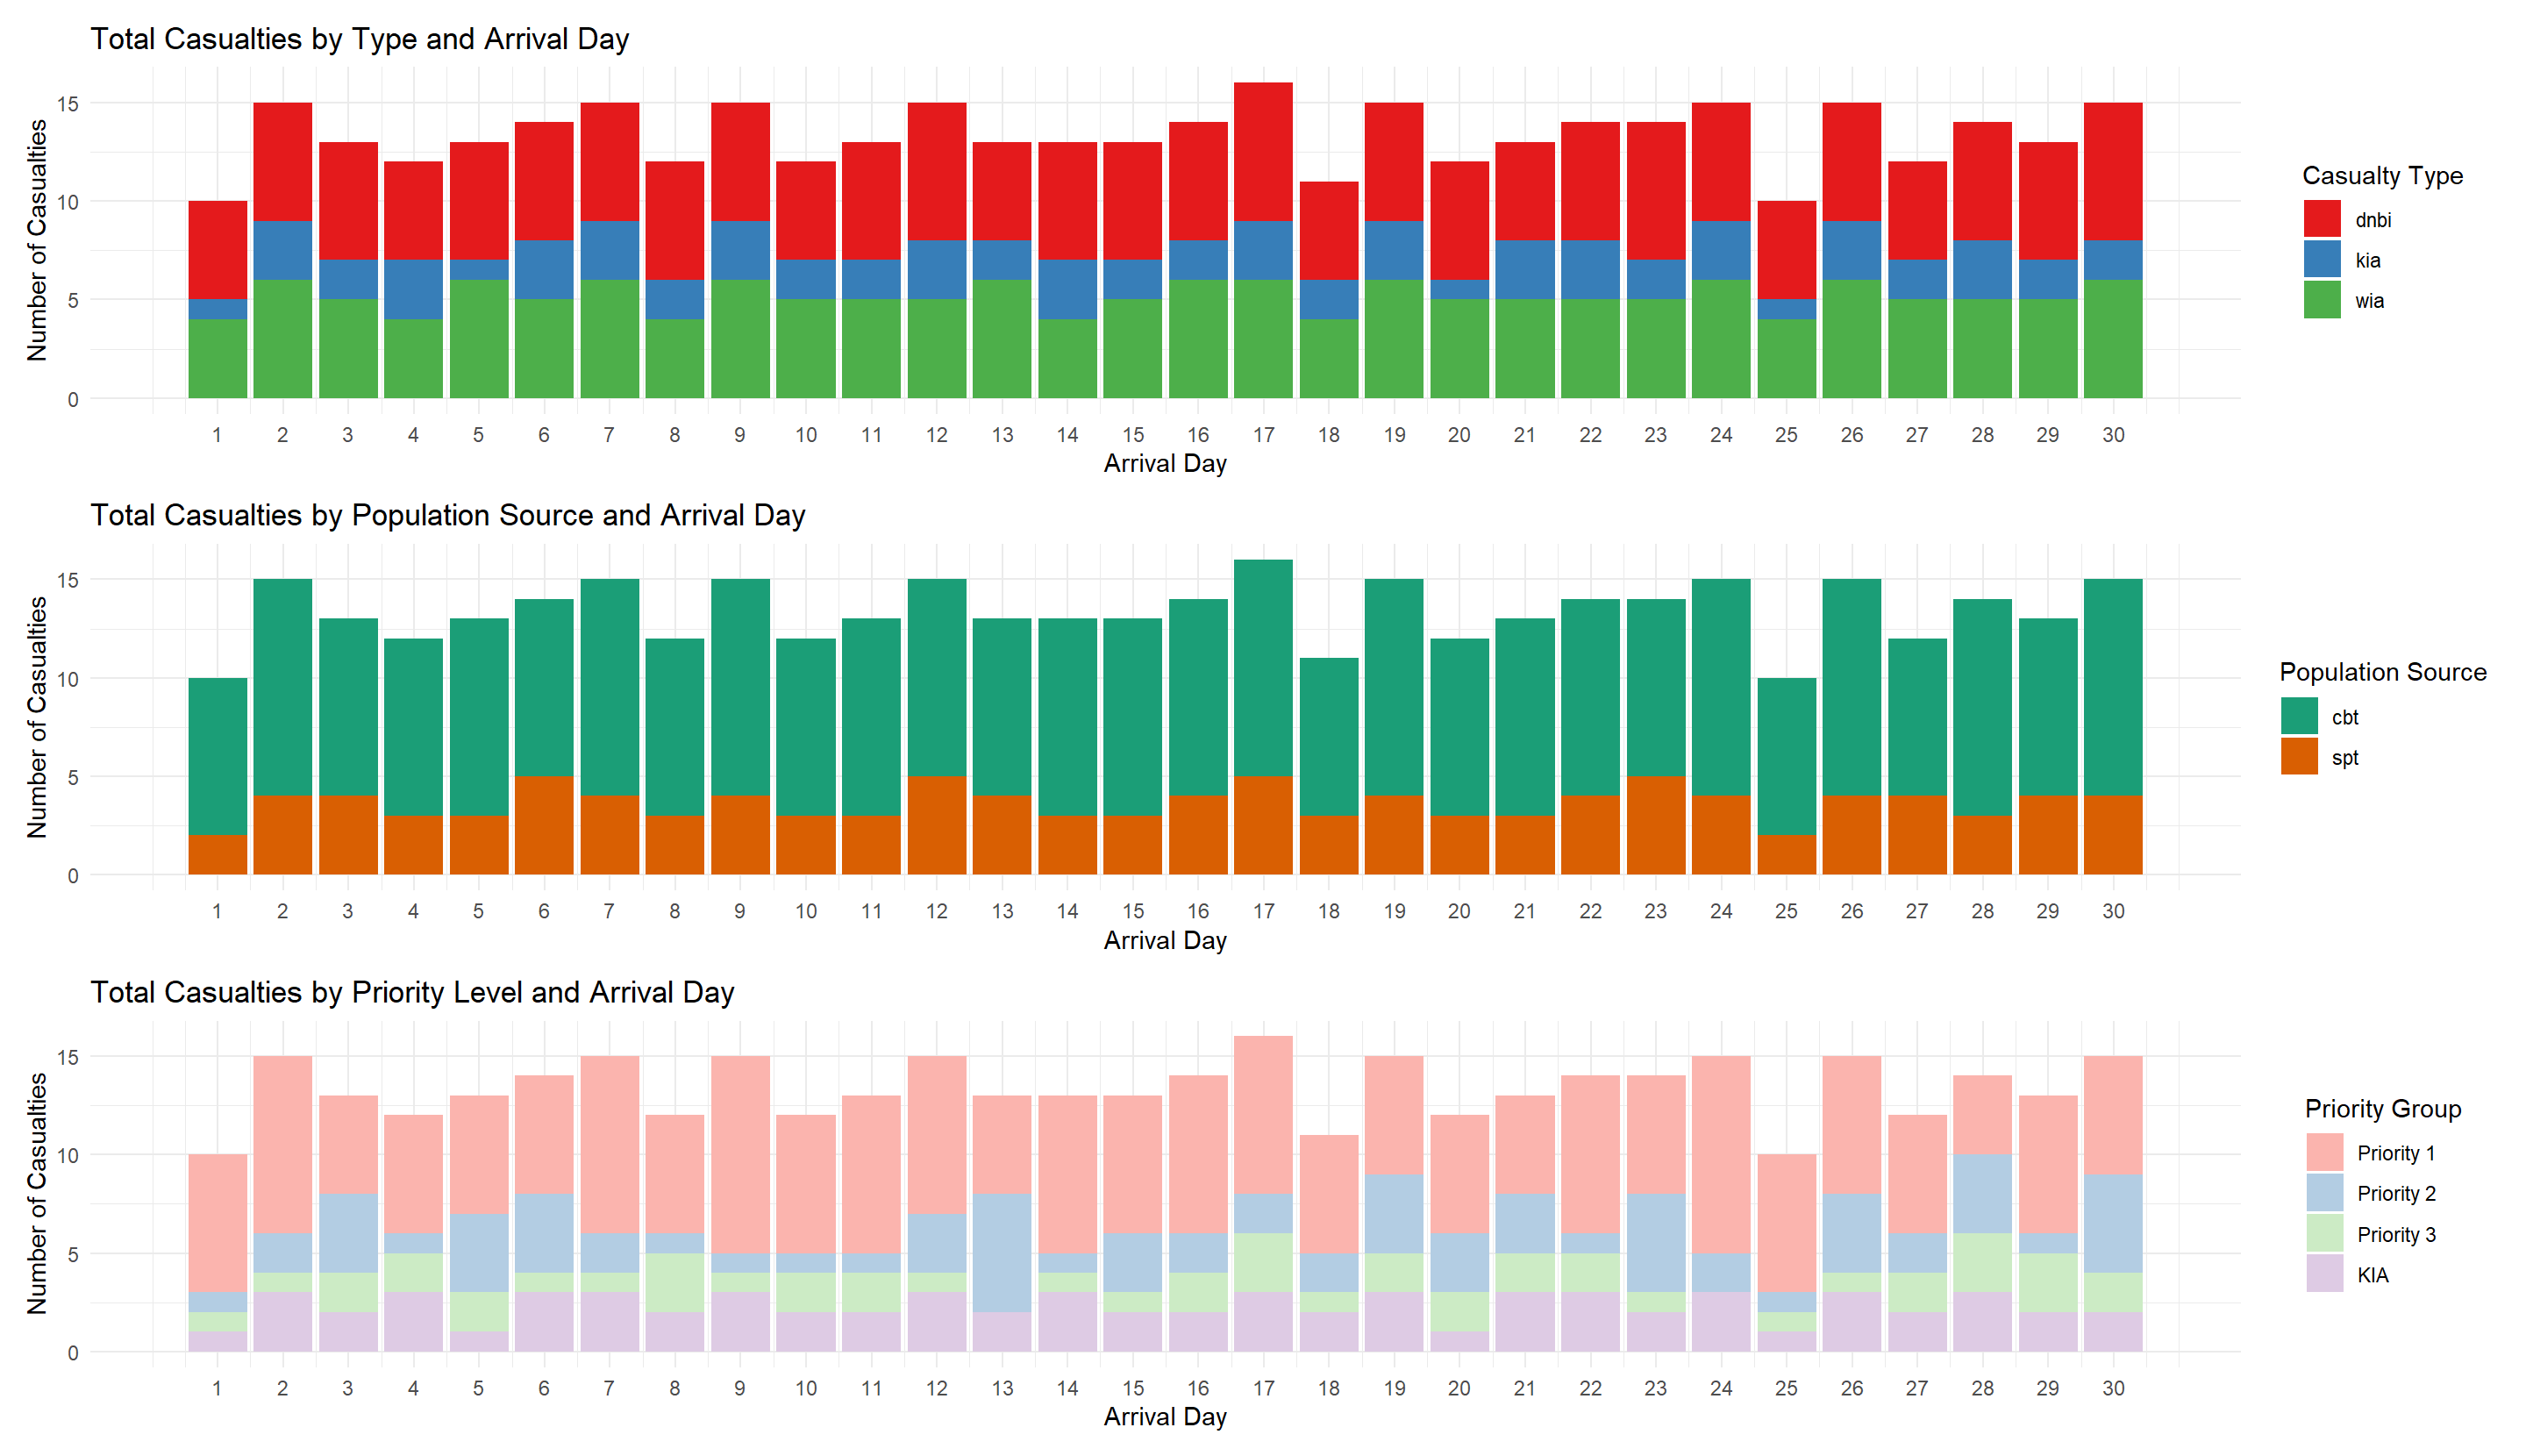 Total Casualties by Type and Arrival Day
Number of Casualties
15
10
5
0
1 2 3 4 5 6 7 8 9 10 11 12 13 14 15 16 17 18 19 20 21 22 23 24 25 26 27 28 29 30
Arrival Day
Casualty Type
dnbi
kia
wia
Total Casualties by Population Source and Arrival Day
Number of Casualties
15
10
5
0
1 2 3 4 5 6 7 8 9 10 11 12 13 14 15 16 17 18 19 20 21 22 23 24 25 26 27 28 29 30
Arrival Day
Population Source
cbt
spt
Total Casualties by Priority Level and Arrival Day
Number of Casualties
15
10
5
0
1 2 3 4 5 6 7 8 9 10 11 12 13 14 15 16 17 18 19 20 21 22 23 24 25 26 27 28 29 30
Arrival Day
Priority Group
Priority 1
Priority 2
Priority 3
KIA